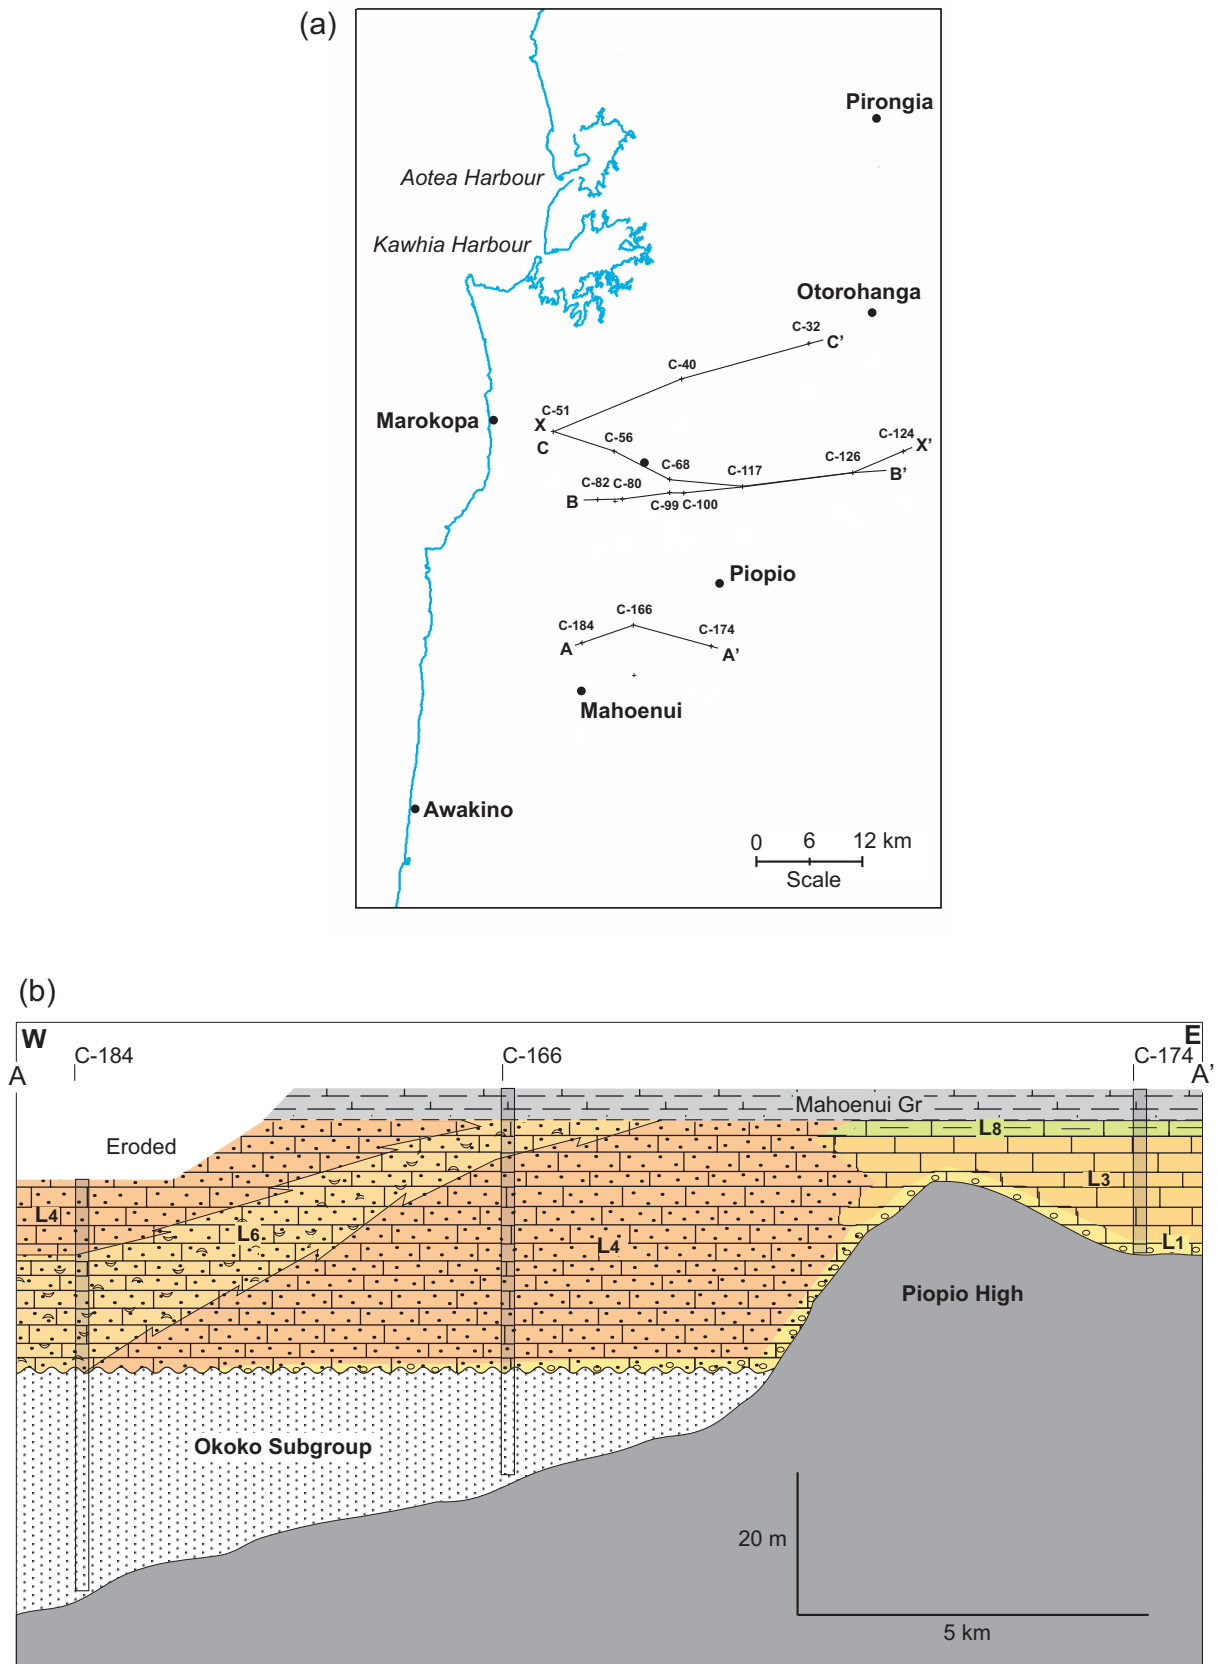 (a)
Pirongia
Aotea Harbour
Kawhia Harbour
Otorohanga
C-32
C'
C-40
Marokopa
C-51
X
C
C-56
C-124
X'
C-68
C-126
B'
C-117
C-82
C-80
B
C-99
C-100
Piopio
C-166
C-184
C-174
A
A'
Mahoenui
Awakino
0 6 12 km
Scale
(b)
W E
C-184 C-166 C-174
A A'
Mahoenui Gr
L8
Eroded
L3
L4
L6
L4
L1
Piopio High
Okoko Subgroup
20 m
5 km